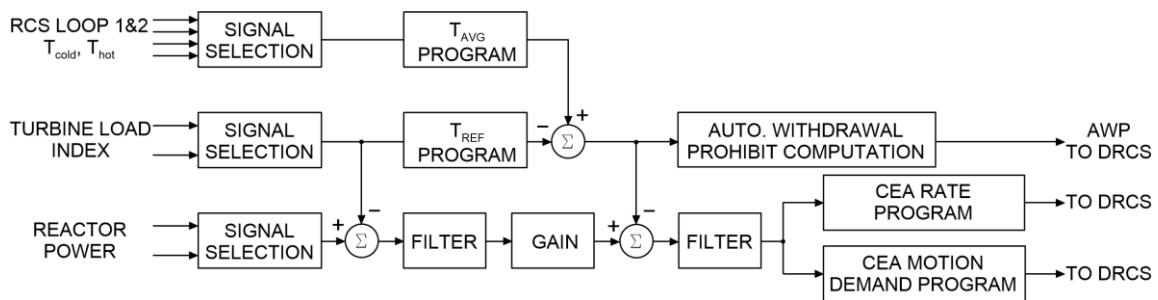 RCS LOOP 1&2
Tcold, Thot
SIGNAL
SELECTION
TAVG
PROGRAM
+
TURBINE LOAD
INDEX
SIGNAL
SELECTION
TREF
PROGRAM
−
Σ
AUTO. WITHDRAWAL
PROHIBIT COMPUTATION
AWP
TO DRCS
REACTOR
POWER
SIGNAL
SELECTION
+
−
Σ
FILTER
GAIN
+
−
Σ
FILTER
CEA RATE
PROGRAM
TO DRCS
CEA MOTION
DEMAND PROGRAM
TO DRCS